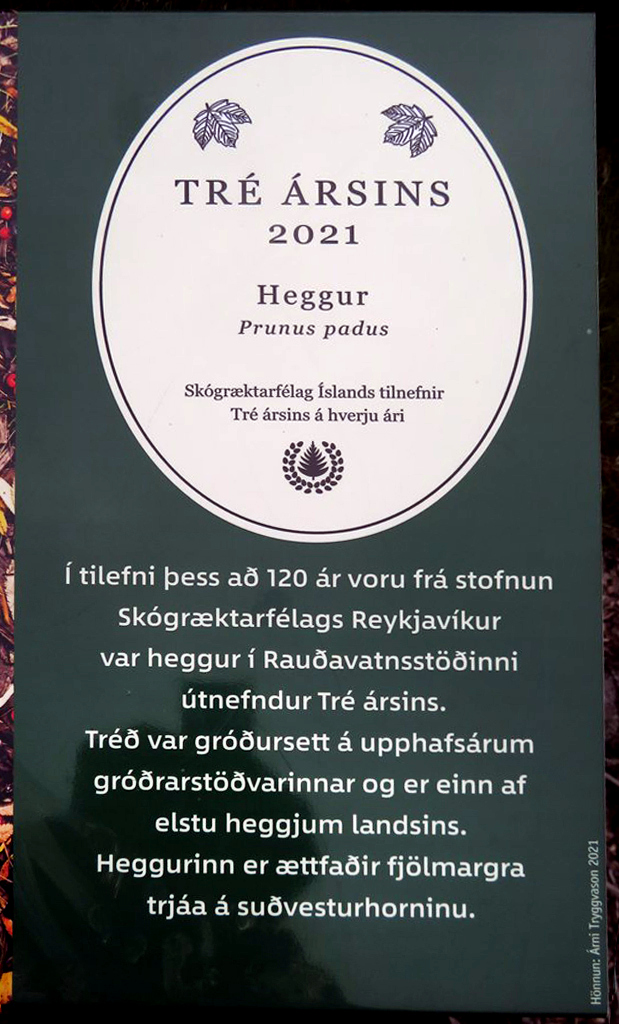 TRÉ ÁRSINS
2021
Heggur
Prunus padus
Skógræktarfélag Íslands tilnefnir
Tré ársins á hverju ári
Í tilefni þess að 120 ár voru frá stofnun
Skógræktarfélags Reykjavíkur
var heggur í Rauðavatnsstöðinni
útnefndur Tré ársins.
Tréð var gróðursett á upphafsárum
gróðrarstöðvarinnar og er einn af
elstu heggjum landsins.
Heggurinn er ættfaðir fjölmargra
trjáa á suðvesturhorninu.
Hönnun: Árni Tryggvason 2021